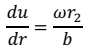 du/dr = ωr₂/b